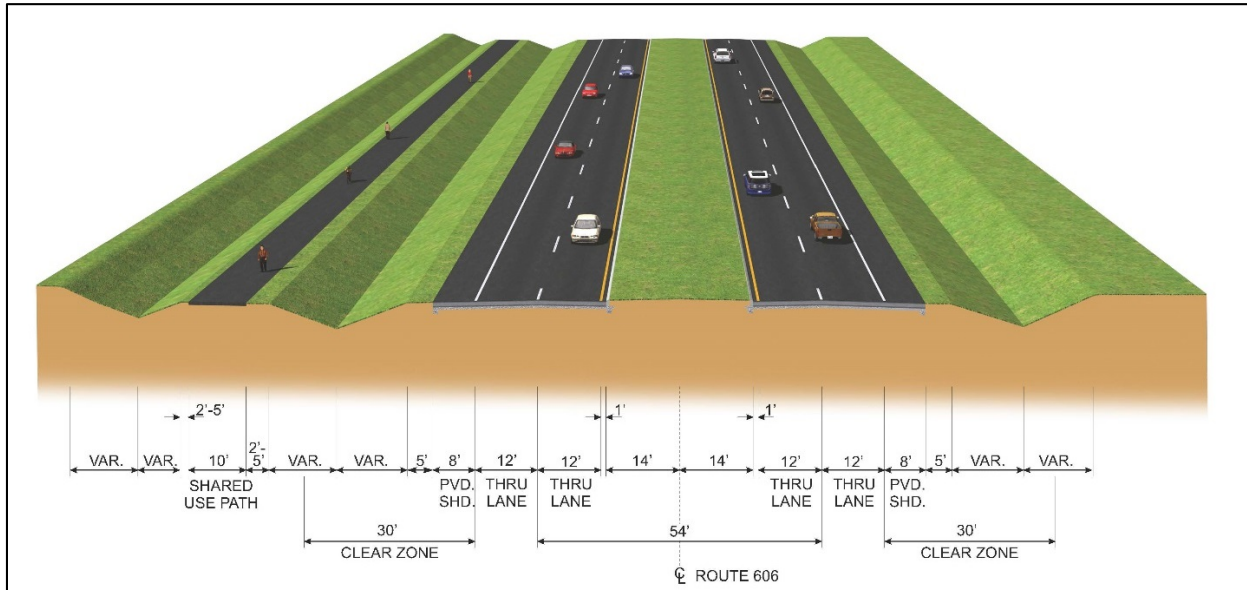 2'-5'
1'
1'
VAR.
VAR.
10'
2'-
5'
VAR.
VAR.
5'
8'
12'
12'
14'
14'
12'
12'
8'
5'
VAR.
VAR.
SHARED
USE PATH
PVD.
SHD.
THRU
LANE
THRU
LANE
THRU
LANE
THRU
LANE
PVD.
SHD.
30'
54'
30'
CLEAR ZONE
CLEAR ZONE
℄ ROUTE 606